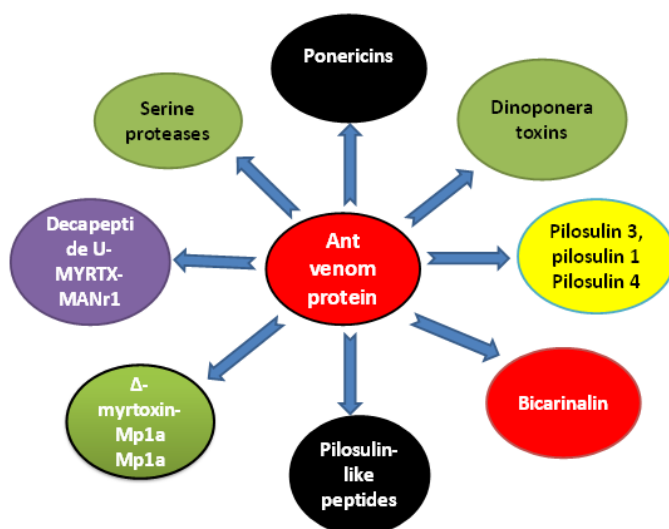 Ponericins
Serine
proteases
Dinoponera
toxins
Decapepti
de U-
MYRTX-
MANr1
Ant
venom
protein
Pilosulin 3,
pilosulin 1
Pilosulin 4
Δ-
myrtoxin-
Mp1a
Mp1a
Bicarinalin
Pilosulin-
like
peptides